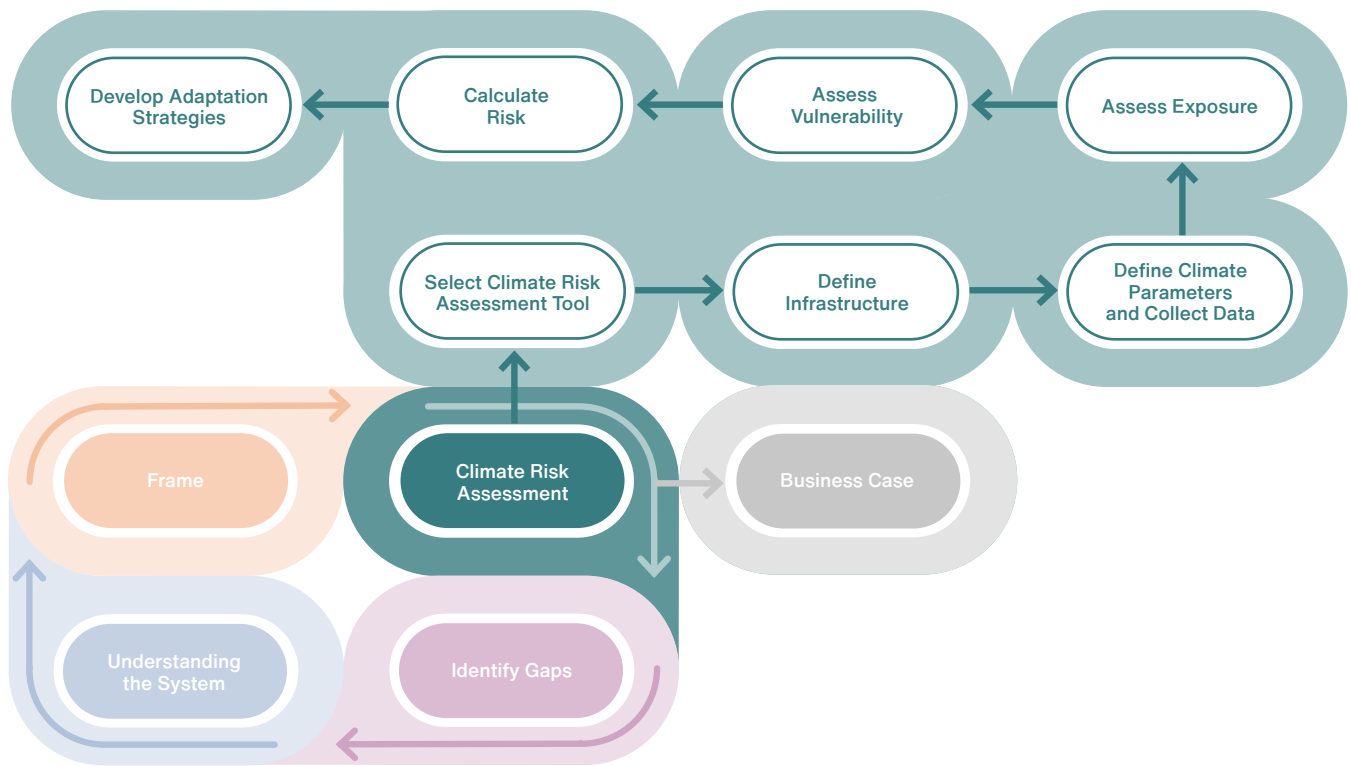 Develop Adaptation
Strategies
Calculate
Risk
Assess
Vulnerability
Assess Exposure
Select Climate Risk
Assessment Tool
Define
Infrastructure
Define Climate
Parameters
and Collect Data
Frame
Climate Risk
Assessment
Business Case
Understanding
the System
Identify Gaps